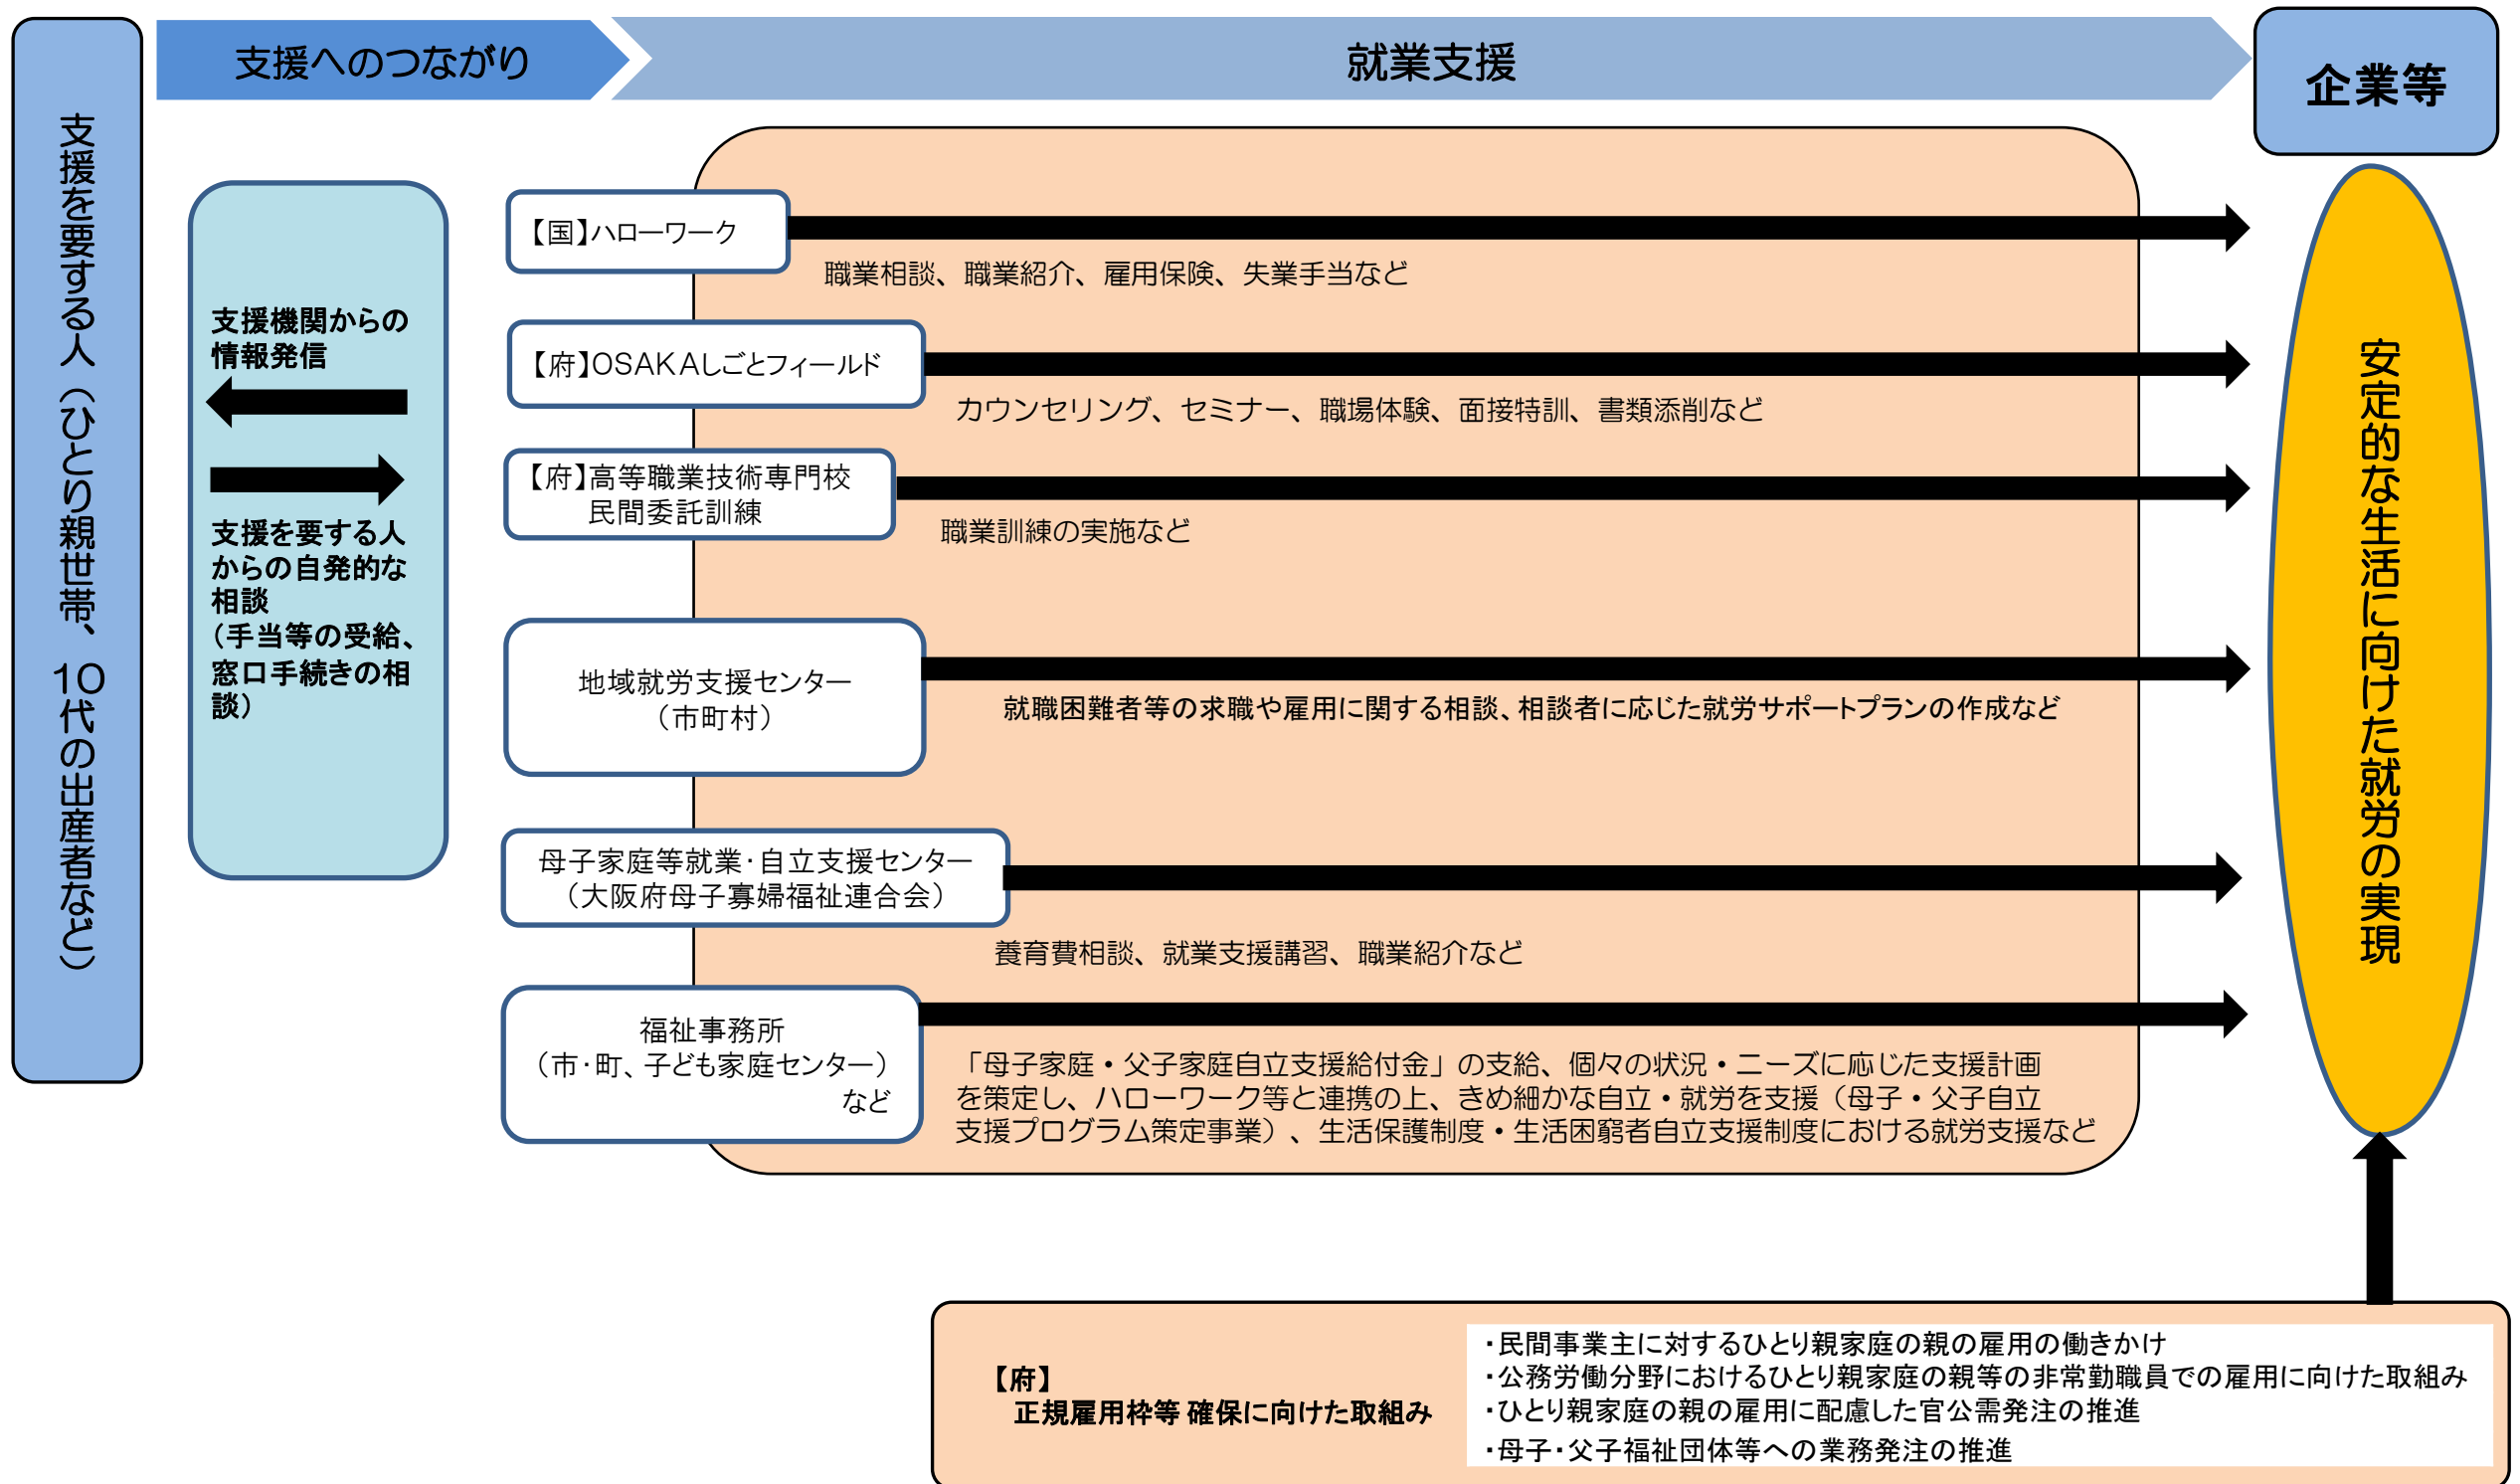 支援を要する人（ひとり親世帯、10代の出産者など）
支援へのつながり
就業支援
企業等
支援機関からの
情報発信
支援を要する人
からの自発的な
相談
（手当等の受給、
窓口手続きの相
談）
【国】ハローワーク
職業相談、職業紹介、雇用保険、失業手当など
【府】OSAKAしごとフィールド
カウンセリング、セミナー、職場体験、面接特訓、書類添削など
【府】高等職業技術専門校
民間委託訓練
職業訓練の実施など
地域就労支援センター
（市町村）
就職困難者等の求職や雇用に関する相談、相談者に応じた就労サポートプランの作成など
母子家庭等就業・自立支援センター
（大阪府母子寡婦福祉連合会）
養育費相談、就業支援講習、職業紹介など
福祉事務所
（市・町、子ども家庭センター）
など
「母子家庭・父子家庭自立支援給付金」の支給、個々の状況・ニーズに応じた支援計画
を策定し、ハローワーク等と連携の上、きめ細かな自立・就労を支援（母子・父子自立
支援プログラム策定事業）、生活保護制度・生活困窮者自立支援制度における就労支援など
安定的な生活に向けた就労の実現
【府】
正規雇用枠等 確保に向けた取組み
・民間事業主に対するひとり親家庭の親の雇用の働きかけ
・公務労働分野におけるひとり親家庭の親等の非常勤職員での雇用に向けた取組み
・ひとり親家庭の親の雇用に配慮した官公需発注の推進
・母子・父子福祉団体等への業務発注の推進